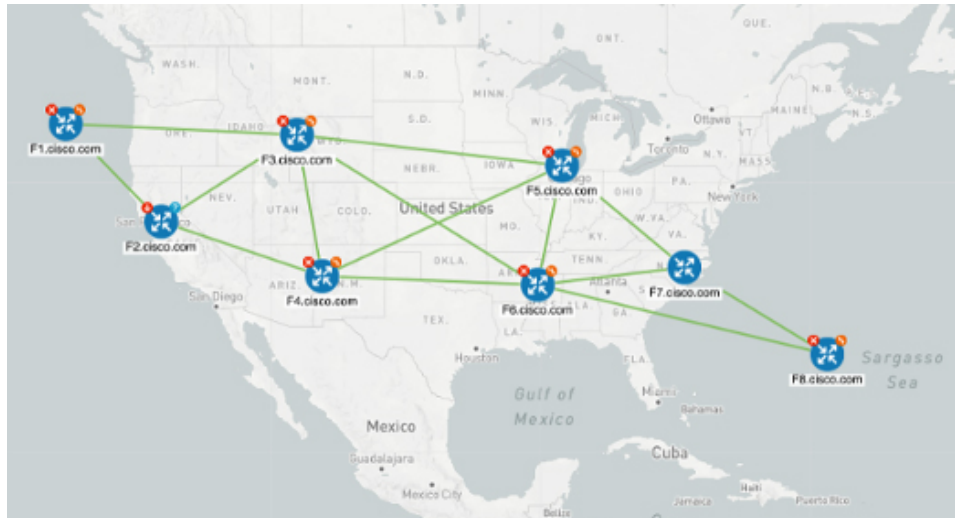 QUE.
ONT.
WASH.
N.D.
MONT.
MINN.
N.B.
MAINE
N.S.
Ottawa
S.D.
WIS.
MICH
VT.
ORE.
IDAHO
F1.cisco.com
F3.cisco.com
Toronto
N.Y.
MASS.
IOWA
NEBR.
PA.
F5.cisco.com
OHIO
New York
NEV.
UTAH
COLO.
United States
IND.
MO.
W.VA.
KY.
VA.
F2.cisco.com
OKLA.
TENN.
ARIZ.
N.M.
Atlanta
F7.cisco.com
San Diego
F4.cisco.com
F6.cisco.com
ALA.
GA.
TEX.
LA.
Houston
FLA.
Sargasso
Sea
F8.cisco.com
Gulf of
Mexico
Miami
Bahamas
Mexico
Cuba
Guadalajara
Mexico City
Haiti
Jamaica
Puerto Rico
Belize